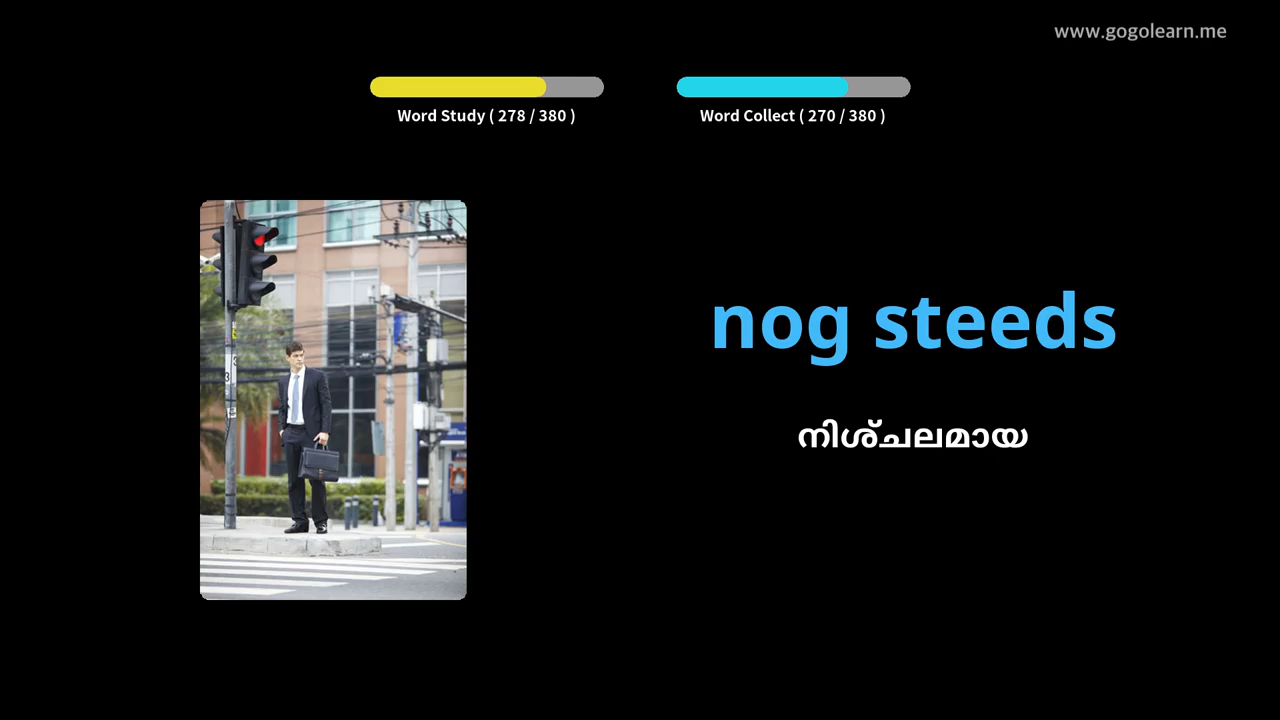 www.gogolearn.me
Word Study ( 278 / 380 )
Word Collect ( 270 / 380 )
nog steeds
നിശ്ചലമായ